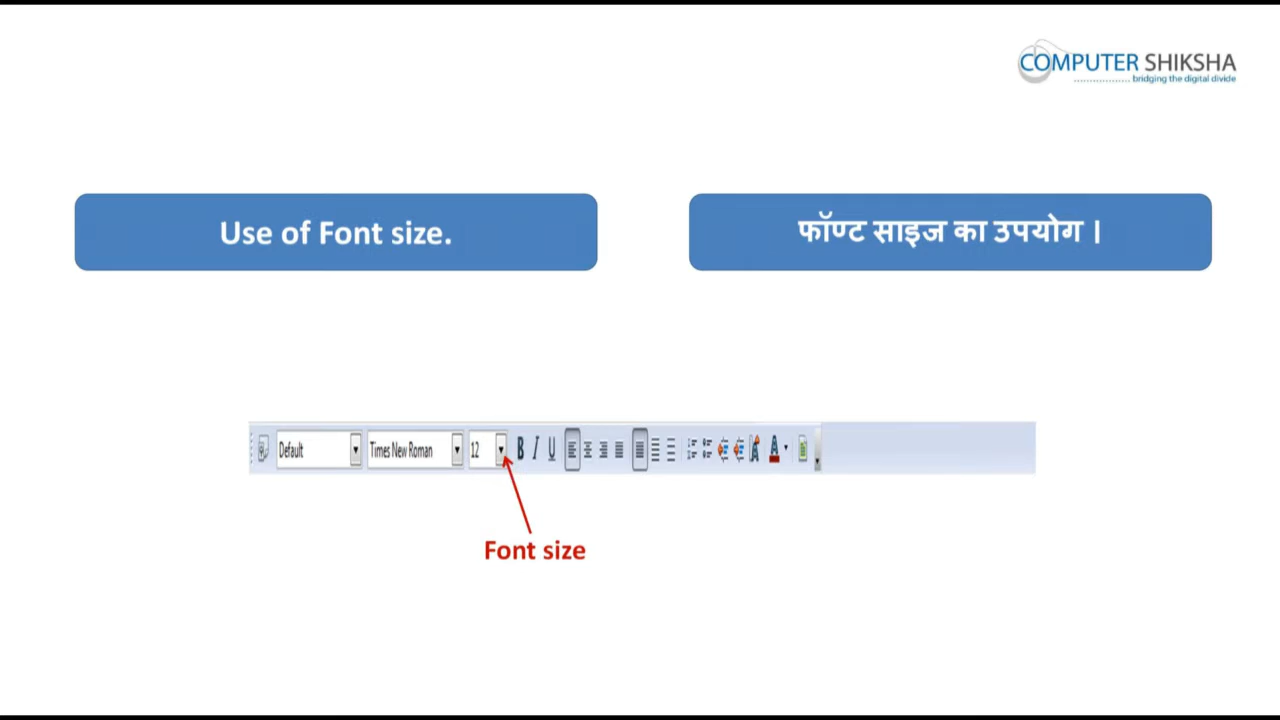 COMPUTER SHIKSHA
bridging the digital divide
Use of Font size.
फॉण्ट साइज का उपयोग |
Default
Times New Roman
12
B I U
A
Font size